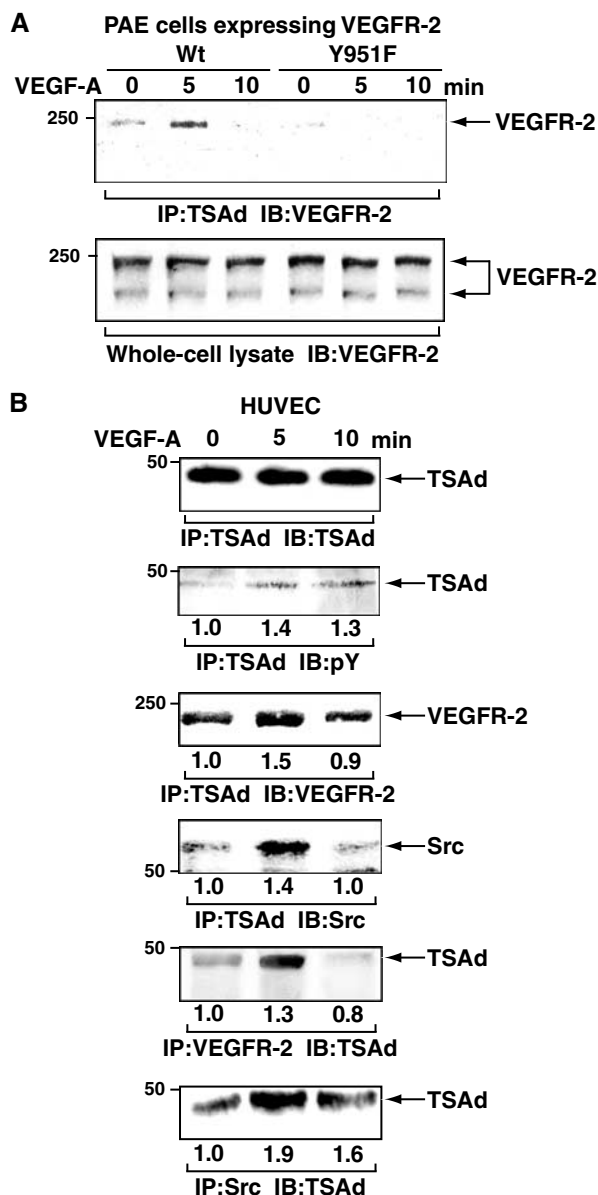 A
PAE cells expressing VEGFR-2
Wt Y951F
VEGF-A 0 5 10 0 5 10 min
250
VEGFR-2
IP:TSAd IB:VEGFR-2
250
VEGFR-2
Whole-cell lysate IB:VEGFR-2
B
HUVEC
VEGF-A 0 5 10 min
50
TSAd
IP:TSAd IB:TSAd
50
TSAd
1.0 1.4 1.3
IP:TSAd IB:pY
250
VEGFR-2
1.0 1.5 0.9
IP:TSAd IB:VEGFR-2
Src
50
1.0 1.4 1.0
IP:TSAd IB:Src
50
TSAd
1.0 1.3 0.8
IP:VEGFR-2 IB:TSAd
50
TSAd
1.0 1.9 1.6
IP:Src IB:TSAd